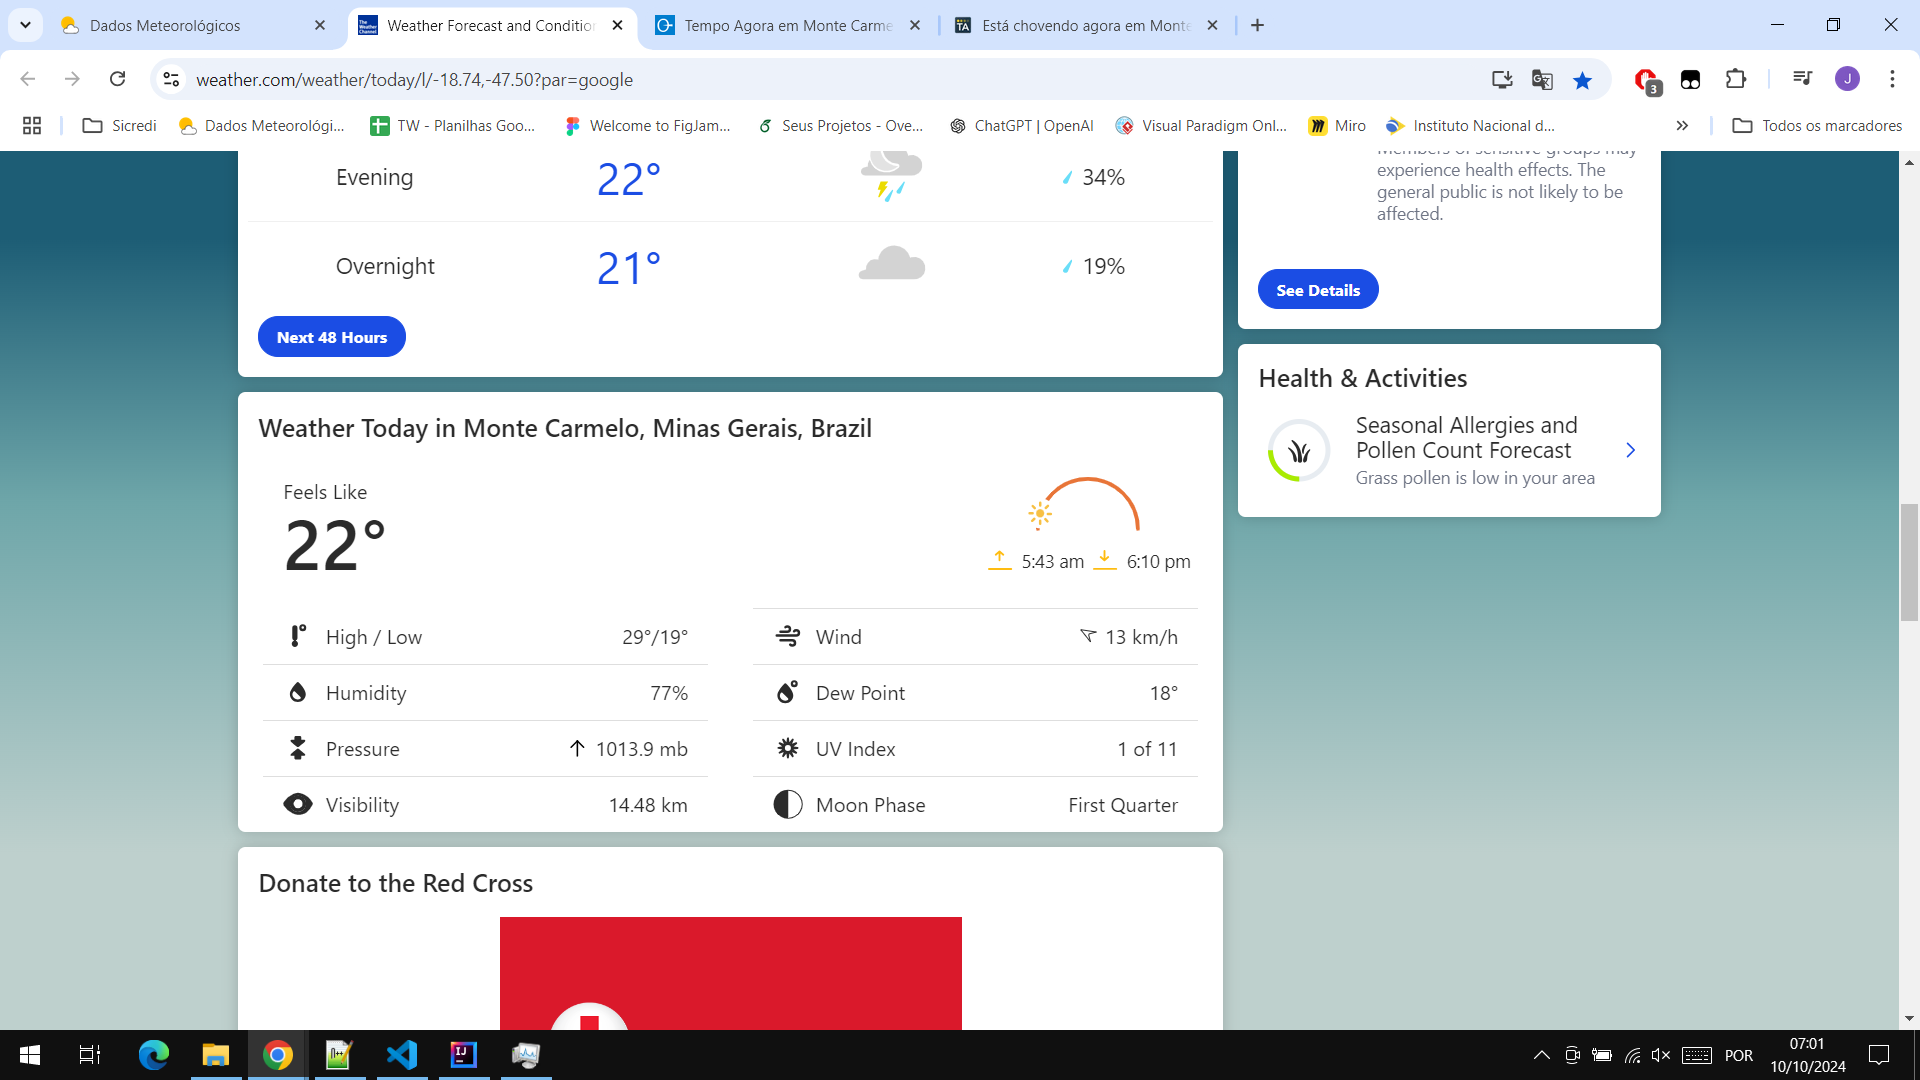 Dados Meteorológicos
Weather Forecast and Condition
Tempo Agora em Monte Carme
Está chovendo agora em Monte
weather.com/weather/today/l/-18.74,-47.50?par=google
3
J
Sicredi
Dados Meteorológi...
TW - Planilhas Goo...
Welcome to FigJam...
Seus Projetos - Ove...
ChatGPT | OpenAI
Visual Paradigm Onl...
Miro
Instituto Nacional d...
Todos os marcadores
Evening 22° 34%
Overnight 21° 19%
Next 48 Hours
Members of sensitive groups may
experience health effects. The
general public is not likely to be
affected.
See Details
Health & Activities
Seasonal Allergies and
Pollen Count Forecast
Grass pollen is low in your area
Weather Today in Monte Carmelo, Minas Gerais, Brazil
Feels Like
22°
5:43 am 6:10 pm
High / Low 29°/19°
Wind 13 km/h
Humidity 77%
Dew Point 18°
Pressure 1013.9 mb
UV Index 1 of 11
Visibility 14.48 km
Moon Phase First Quarter
Donate to the Red Cross
POR
07:01
10/10/2024